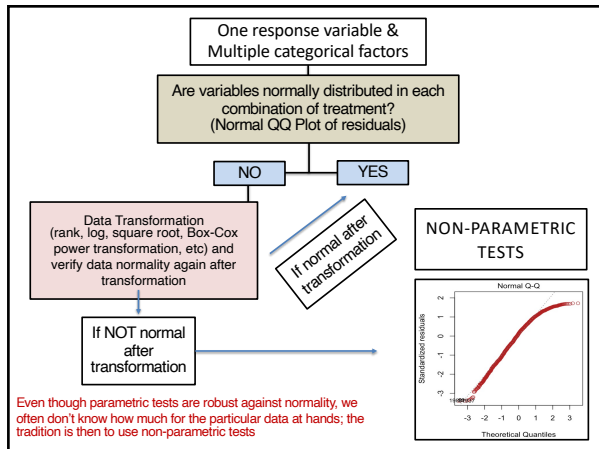 One response variable &
Multiple categorical factors
Are variables normally distributed in each
combination of treatment?
(Normal QQ Plot of residuals)
NO
YES
Data Transformation
(rank, log, square root, Box-Cox
power transformation, etc) and
verify data normality again after
transformation
If normal after
transformation
If NOT normal
after
transformation
NON-PARAMETRIC
TESTS
Normal Q-Q
Standardized residuals
2
1
0
-1
-2
-3
-3
-2
-1
0
1
2
3
Theoretical Quantiles
Even though parametric tests are robust against normality, we
often don't know how much for the particular data at hands; the
tradition is then to use non-parametric tests